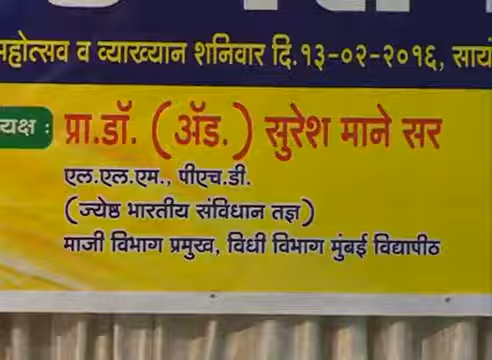 महोत्सव व व्याख्यान शनिवार दि.१३-०२-२०१६, सायं
यक्ष :
प्रा.डॉ. (ॲड.) सुरेश माने सर
एल.एल.एम., पीएच.डी.
(ज्येष्ठ भारतीय संविधान तज्ञ)
माजी विभाग प्रमुख, विधी विभाग मुंबई विद्यापीठ